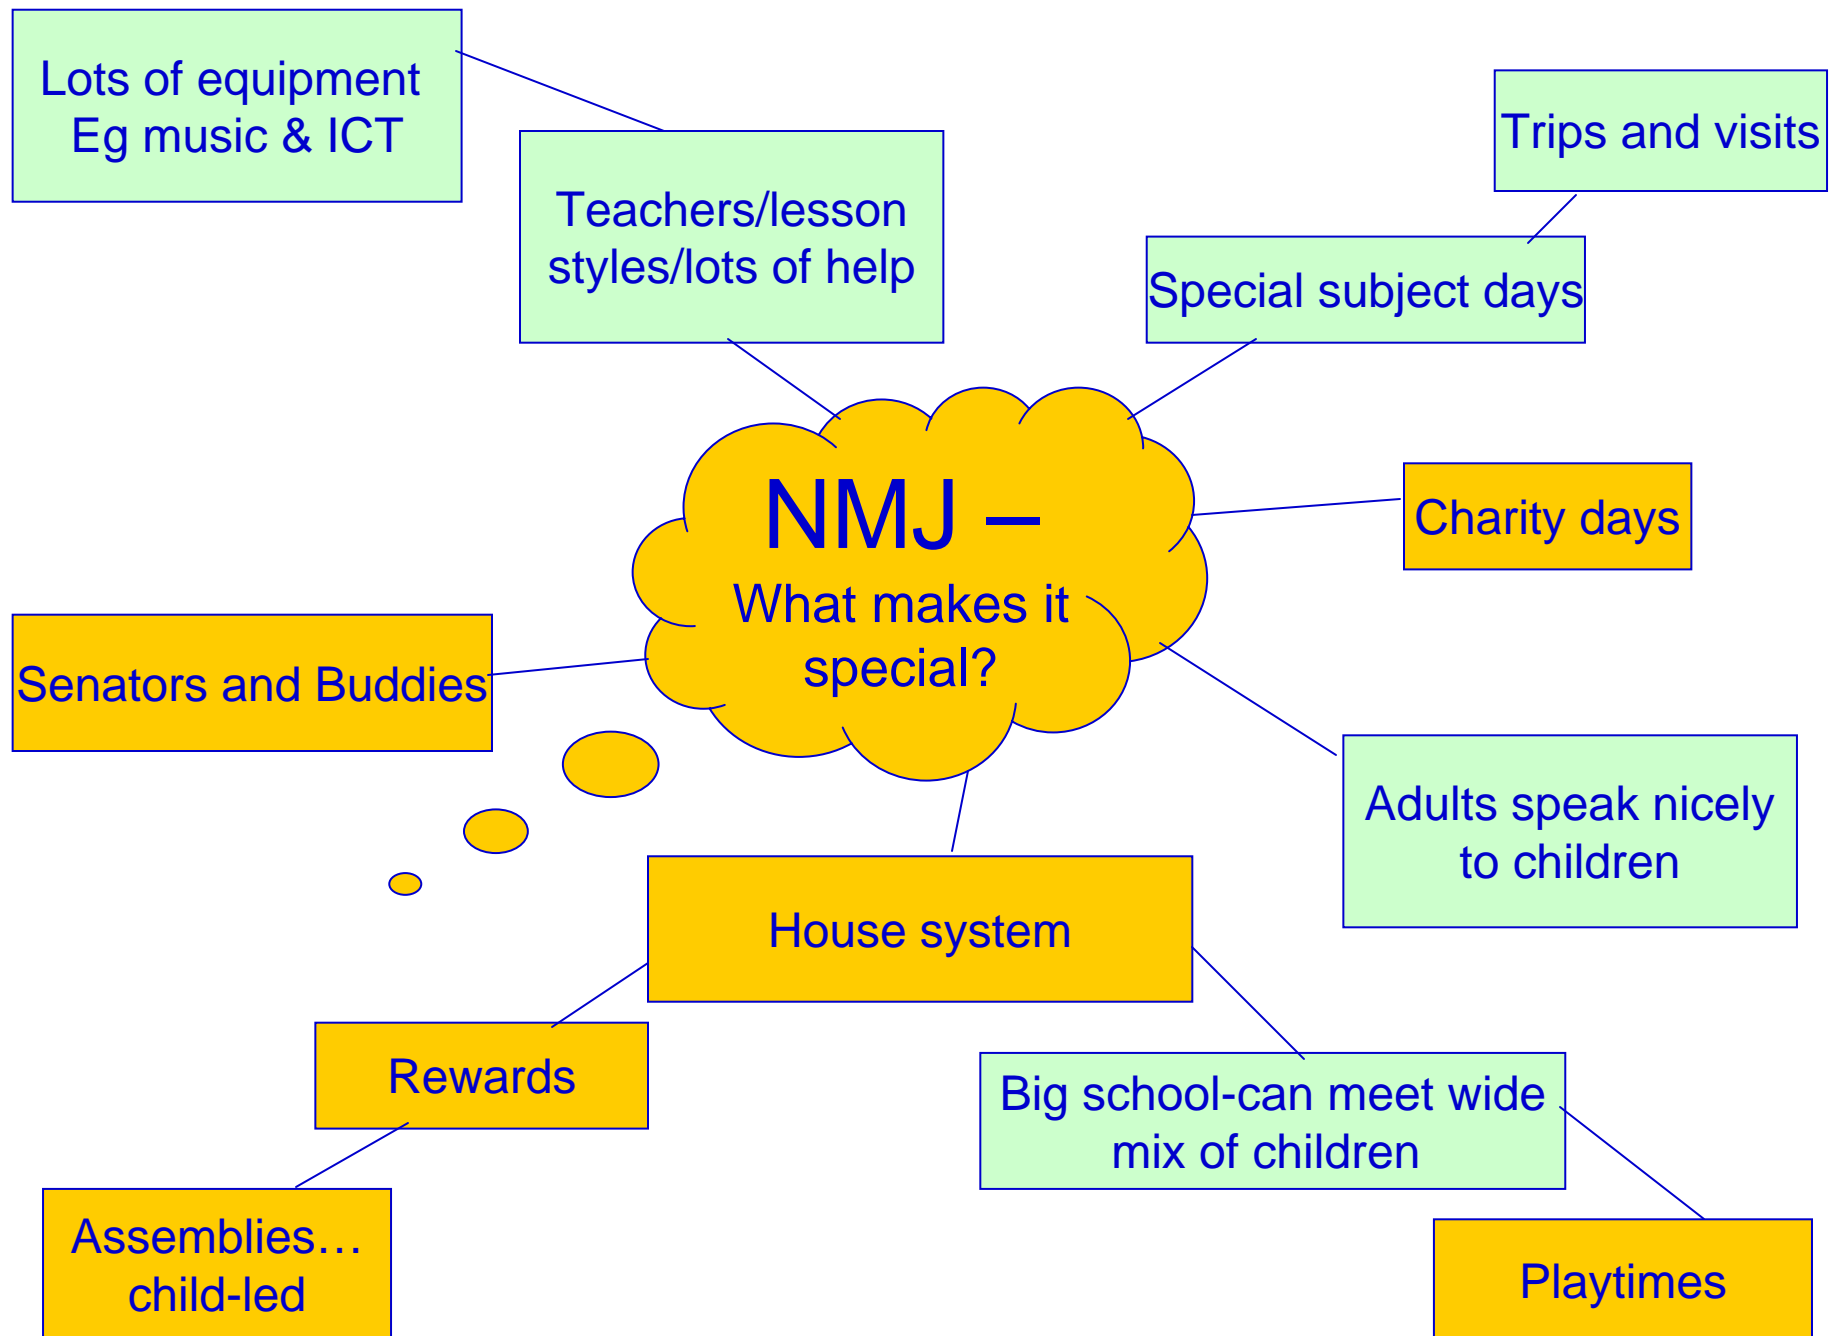 Lots of equipment
Eg music & ICT
Trips and visits
Teachers/lesson
styles/lots of help
Special subject days
NMJ –
What makes it
special?
Charity days
Senators and Buddies
Adults speak nicely
to children
House system
Rewards
Big school-can meet wide
mix of children
Assemblies…
child-led
Playtimes